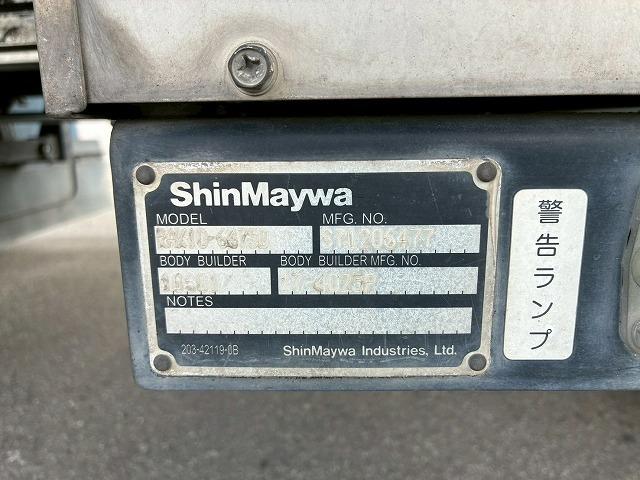 ShinMaywa
MODEL MFG. NO.
BODY BUILDER BODY BUILDER MFG. NO.
NOTES
203-42119-0B ShinMaywa Industries, Ltd.
警告ランプ